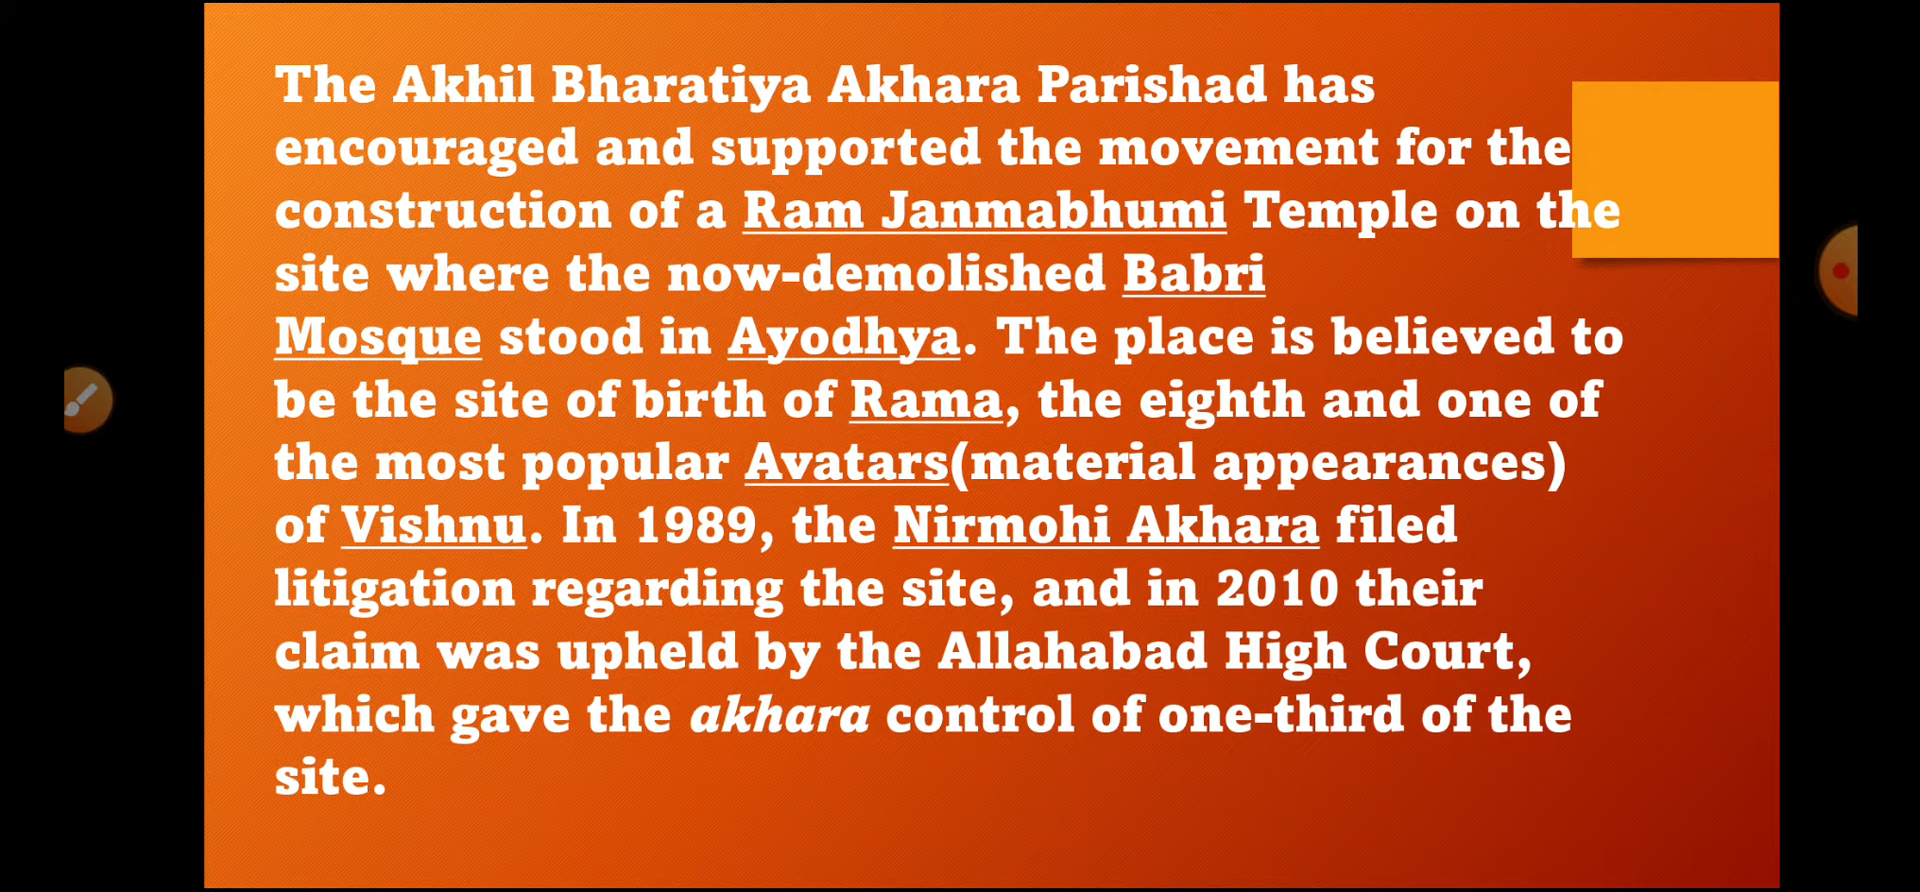 The Akhil Bharatiya Akhara Parishad has
encouraged and supported the movement for the
construction of a Ram Janmabhumi Temple on the
site where the now-demolished Babri
Mosque stood in Ayodhya. The place is believed to
be the site of birth of Rama, the eighth and one of
the most popular Avatars(material appearances)
of Vishnu. In 1989, the Nirmohi Akhara filed
litigation regarding the site, and in 2010 their
claim was upheld by the Allahabad High Court,
which gave the akhara control of one-third of the
site.